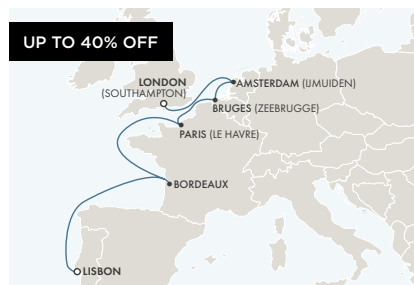 UP TO 40% OFF
LONDON
(SOUTHAMPTON)
AMSTERDAM (IJMUIDEN)
BRUGES (ZEEBRUGGE)
PARIS (LE HAVRE)
BORDEAUX
LISBON